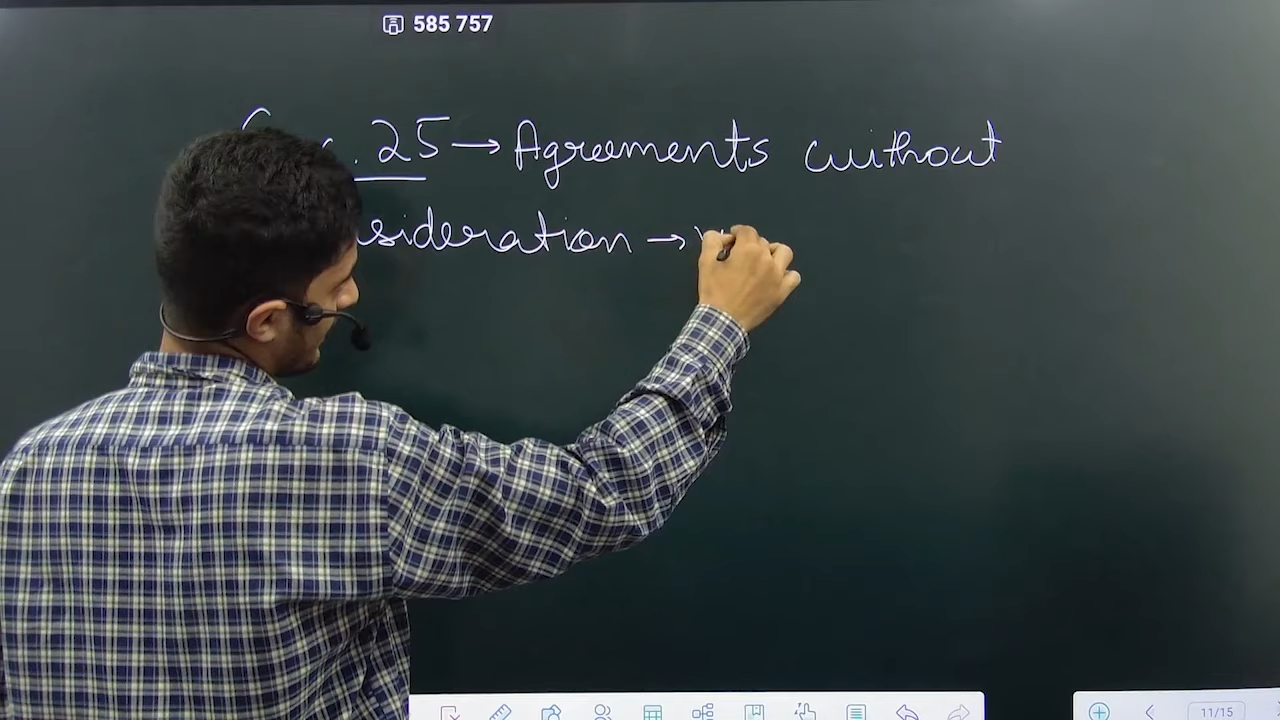 585 757
. 25 → Agreements without
sideration →
11/15